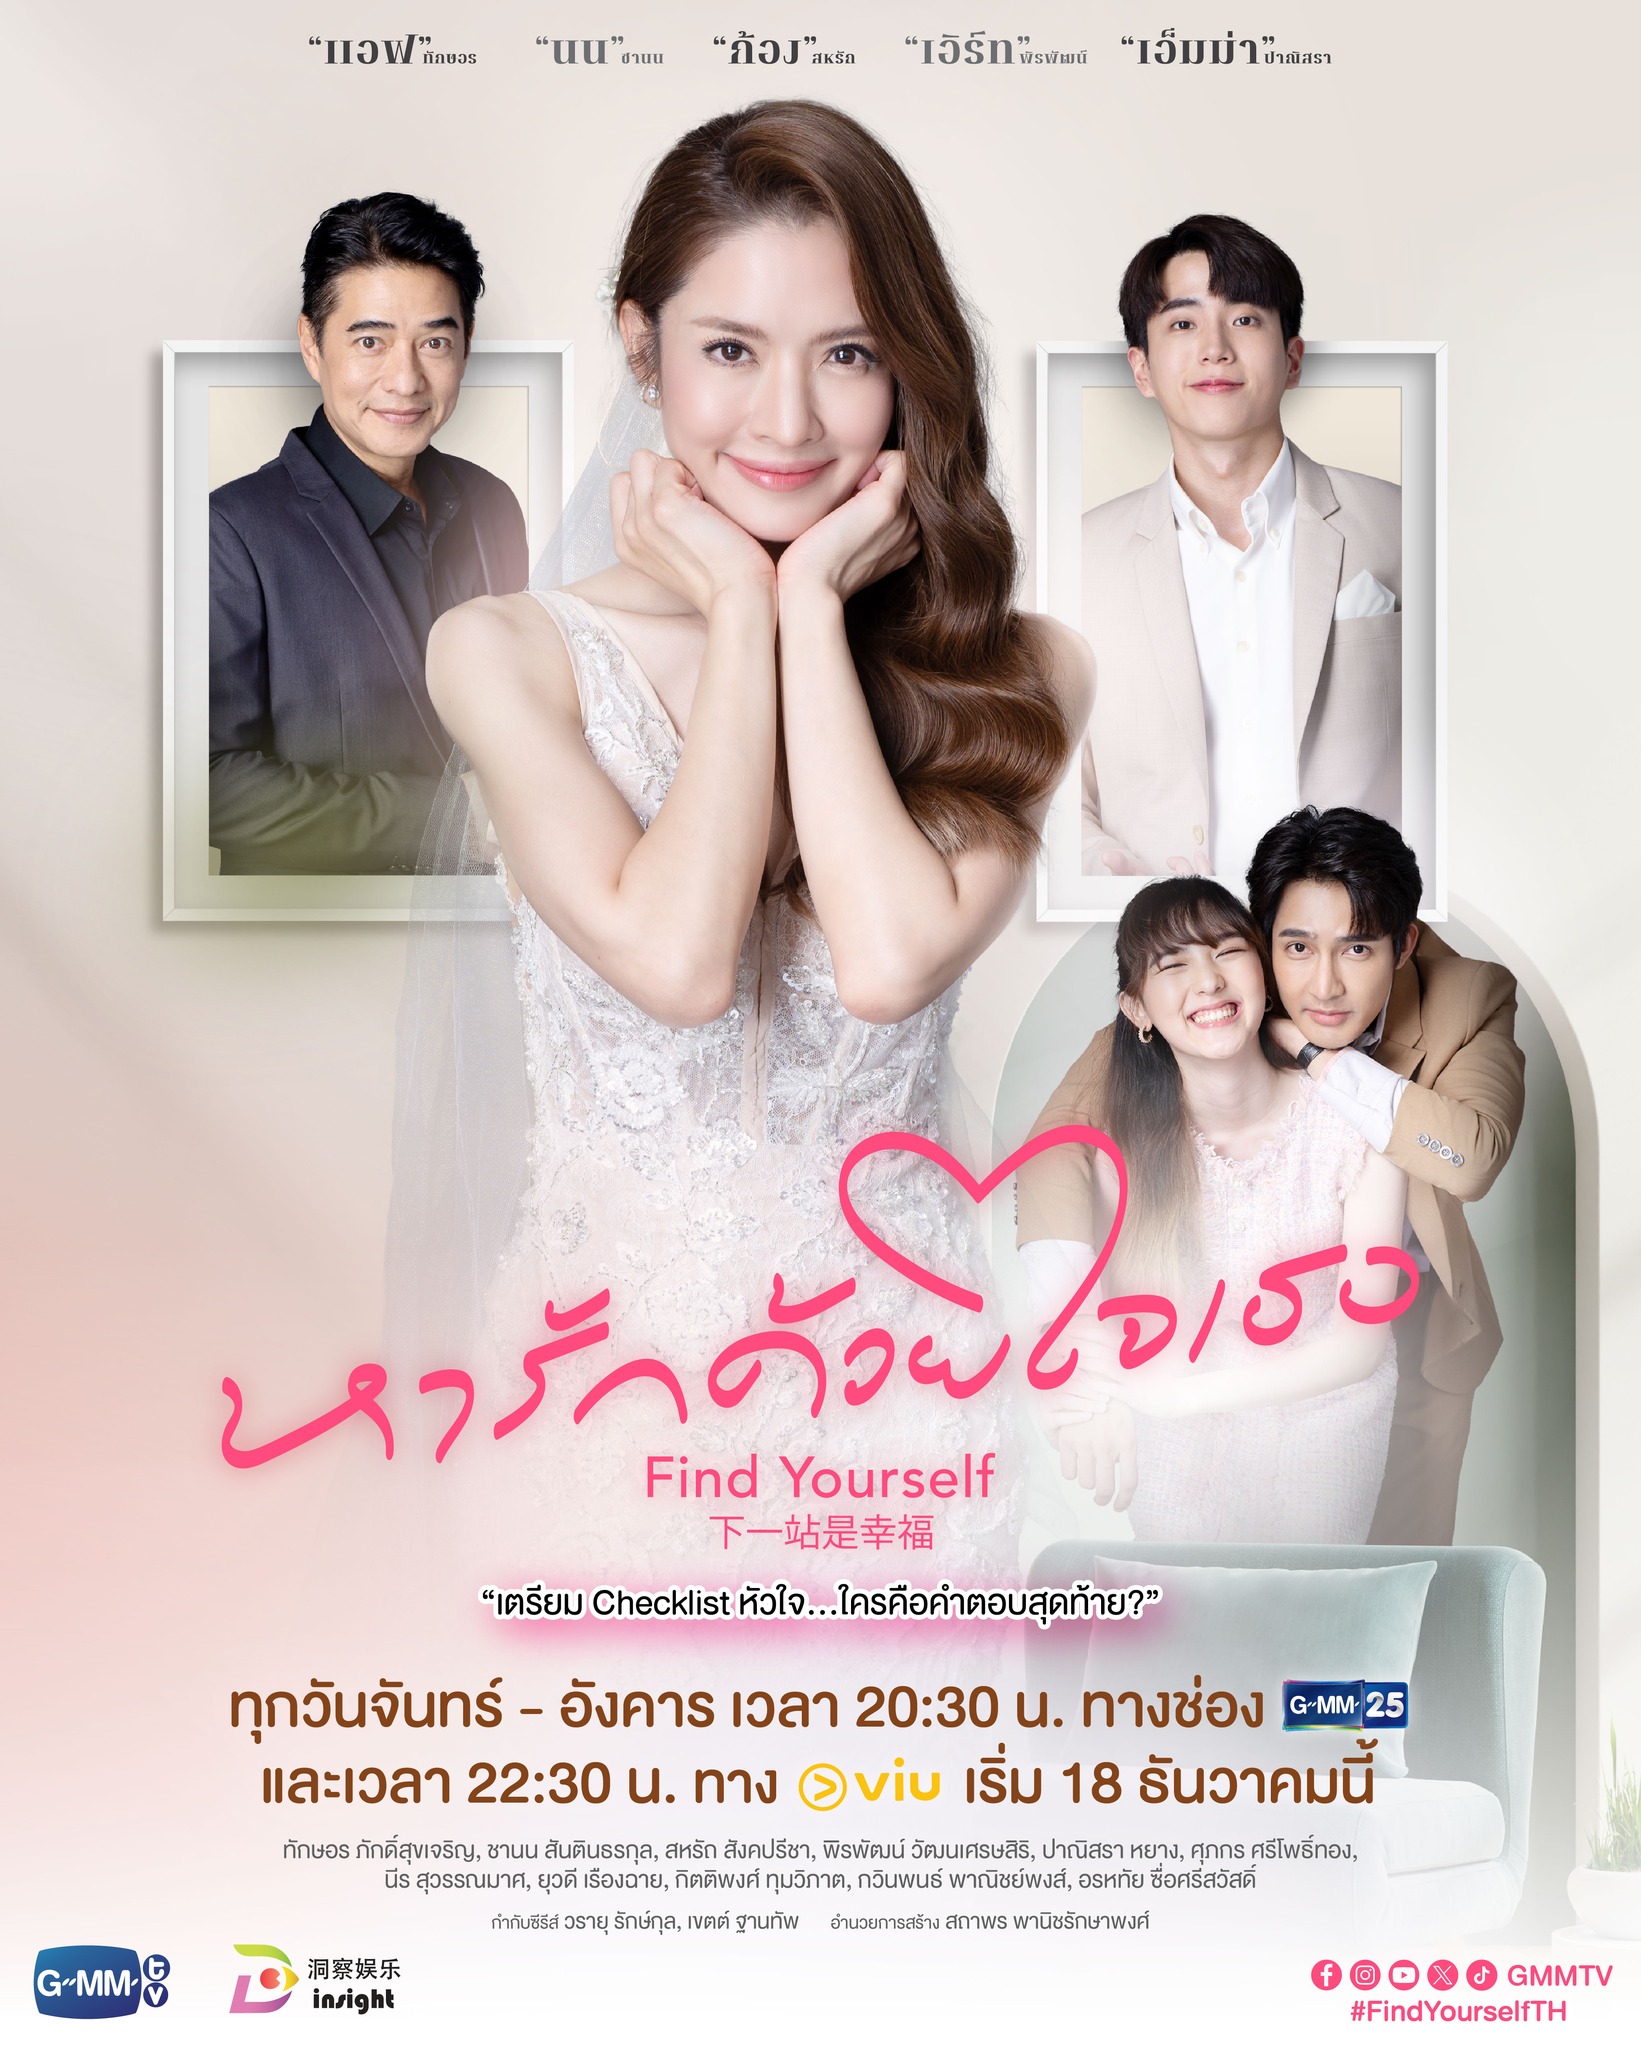 “แอฟ” ทักษอร “นน” ชานน “ก้อง” สหรัถ “เอิร์ท” พิรพัฒน์ “เอ็มม่า” ปาณิสรา
หารักด้วยใจเธอ
Find Yourself
下一站是幸福
“เตรียม Checklist หัวใจ...ใครคือคำตอบสุดท้าย?”
ทุกวันจันทร์ - อังคาร เวลา 20:30 น. ทางช่อง GMM 25
และเวลา 22:30 น. ทาง viu เริ่ม 18 ธันวาคมนี้
ทักษอร ภักดิ์สุขเจริญ, ชานน สันตินธรกุล, สหรัถ สังคปรีชา, พิรพัฒน์ วัฒนเศรษสิริ, ปาณิสรา หยาง, ศุภกร ศรีโพธิ์ทอง,
นีร สุวรรณมาศ, ยุวดี เรืองฉาย, กิตติพงศ์ ทุมวิภาต, กวินพนธ์ พาณิชย์พงส์, อรหทัย ซื่อศรีสวัสดิ์
กำกับซีรีส์ วรายุ รักษ์กุล, เขตต์ ฐานทัพ อำนวยการสร้าง สถาพร พานิชรักษาพงศ์
GMM tv 洞察娱乐 GMMTV
insight #FindYourselfTH